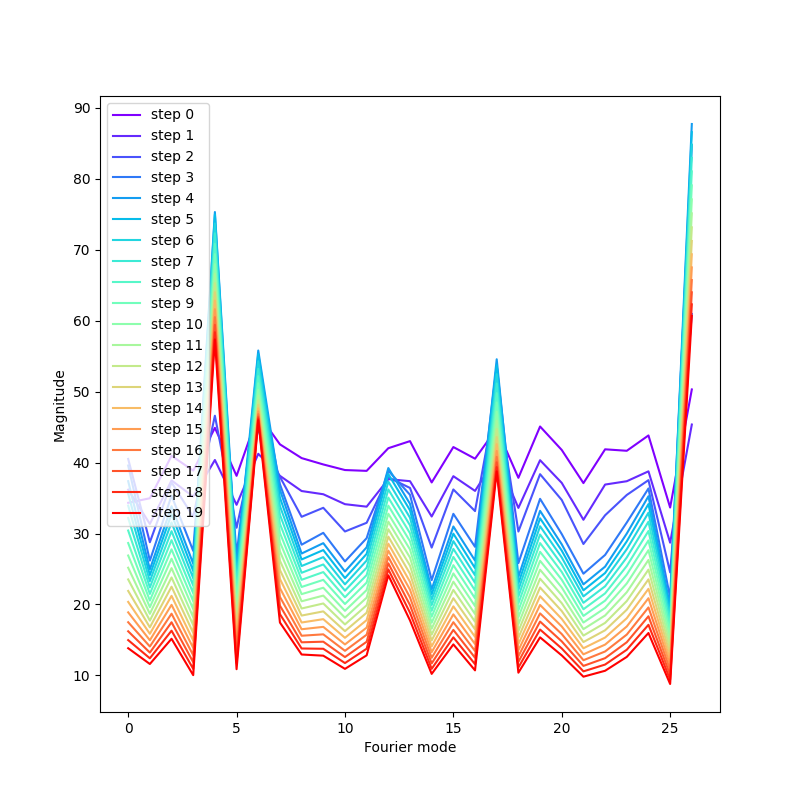 90
80
70
60
50
40
30
20
10
Magnitude
step 0
step 1
step 2
step 3
step 4
step 5
step 6
step 7
step 8
step 9
step 10
step 11
step 12
step 13
step 14
step 15
step 16
step 17
step 18
step 19
0 5 10 15 20 25
Fourier mode